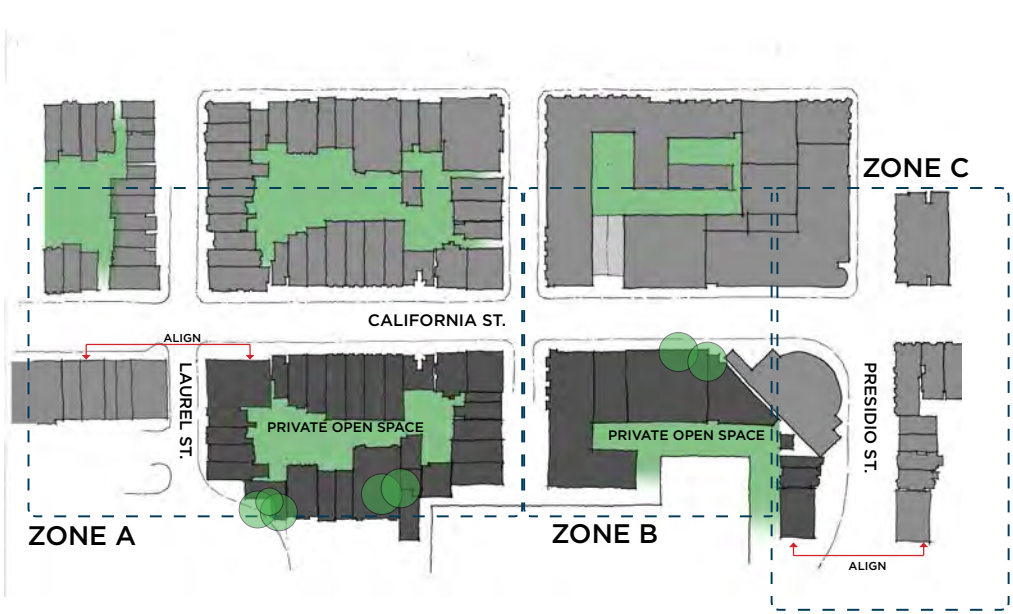 ZONE C
CALIFORNIA ST.
ALIGN
LAUREL ST.
PRIVATE OPEN SPACE
PRIVATE OPEN SPACE
PRESIDIO ST.
ZONE A
ZONE B
ALIGN